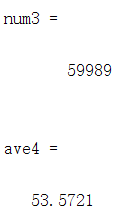 num3 =
59989
ave4 =
53.5721